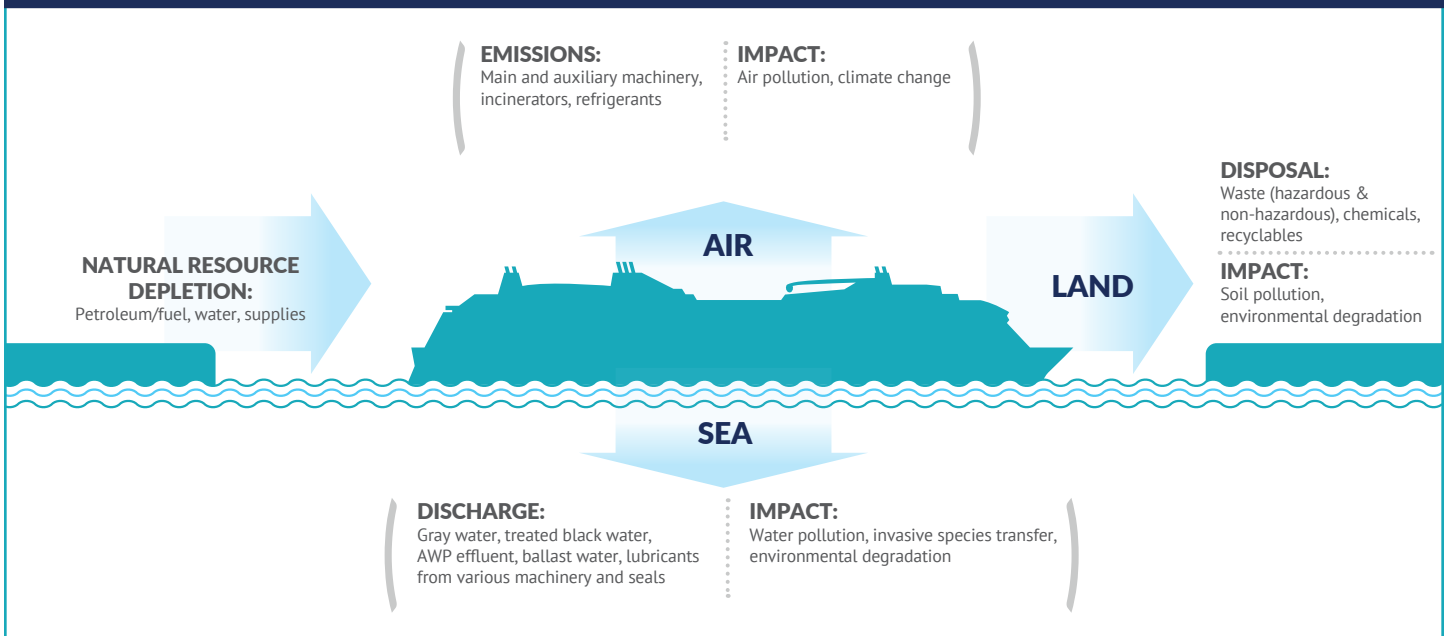 EMISSIONS:
Main and auxiliary machinery,
incinerators, refrigerants
IMPACT:
Air pollution, climate change
NATURAL RESOURCE
DEPLETION:
Petroleum/fuel, water, supplies
AIR
LAND
DISPOSAL:
Waste (hazardous &
non-hazardous), chemicals,
recyclables
IMPACT:
Soil pollution,
environmental degradation
SEA
DISCHARGE:
Gray water, treated black water,
AWP effluent, ballast water, lubricants
from various machinery and seals
IMPACT:
Water pollution, invasive species transfer,
environmental degradation